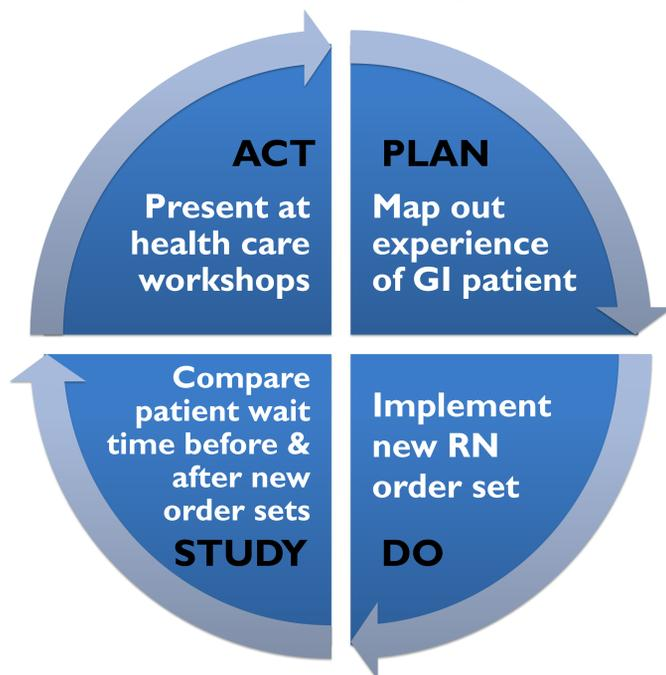 ACT
Present at
health care
workshops
PLAN
Map out
experience
of GI patient
Compare
patient wait
time before &
after new
order sets
STUDY
Implement
new RN
order set
DO